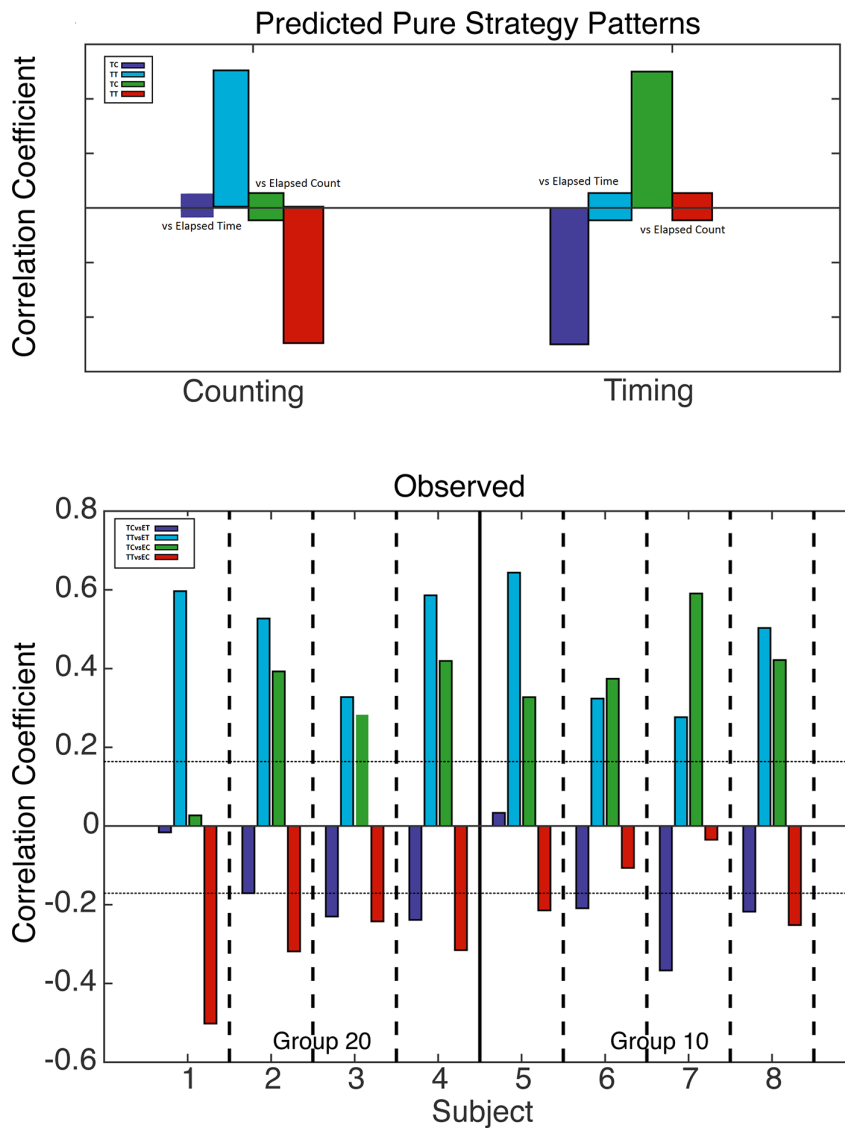 Predicted Pure Strategy Patterns
Correlation Coefficient
TC
TT
TC
TT
vs Elapsed Count
vs Elapsed Time
vs Elapsed Time
vs Elapsed Count
Counting
Timing
Observed
Correlation Coefficient
0.8
0.6
0.4
0.2
0
-0.2
-0.4
-0.6
TCvsET
TTvsET
TCvsEC
TTvsEC
Group 20
Group 10
1 2 3 4 5 6 7 8
Subject